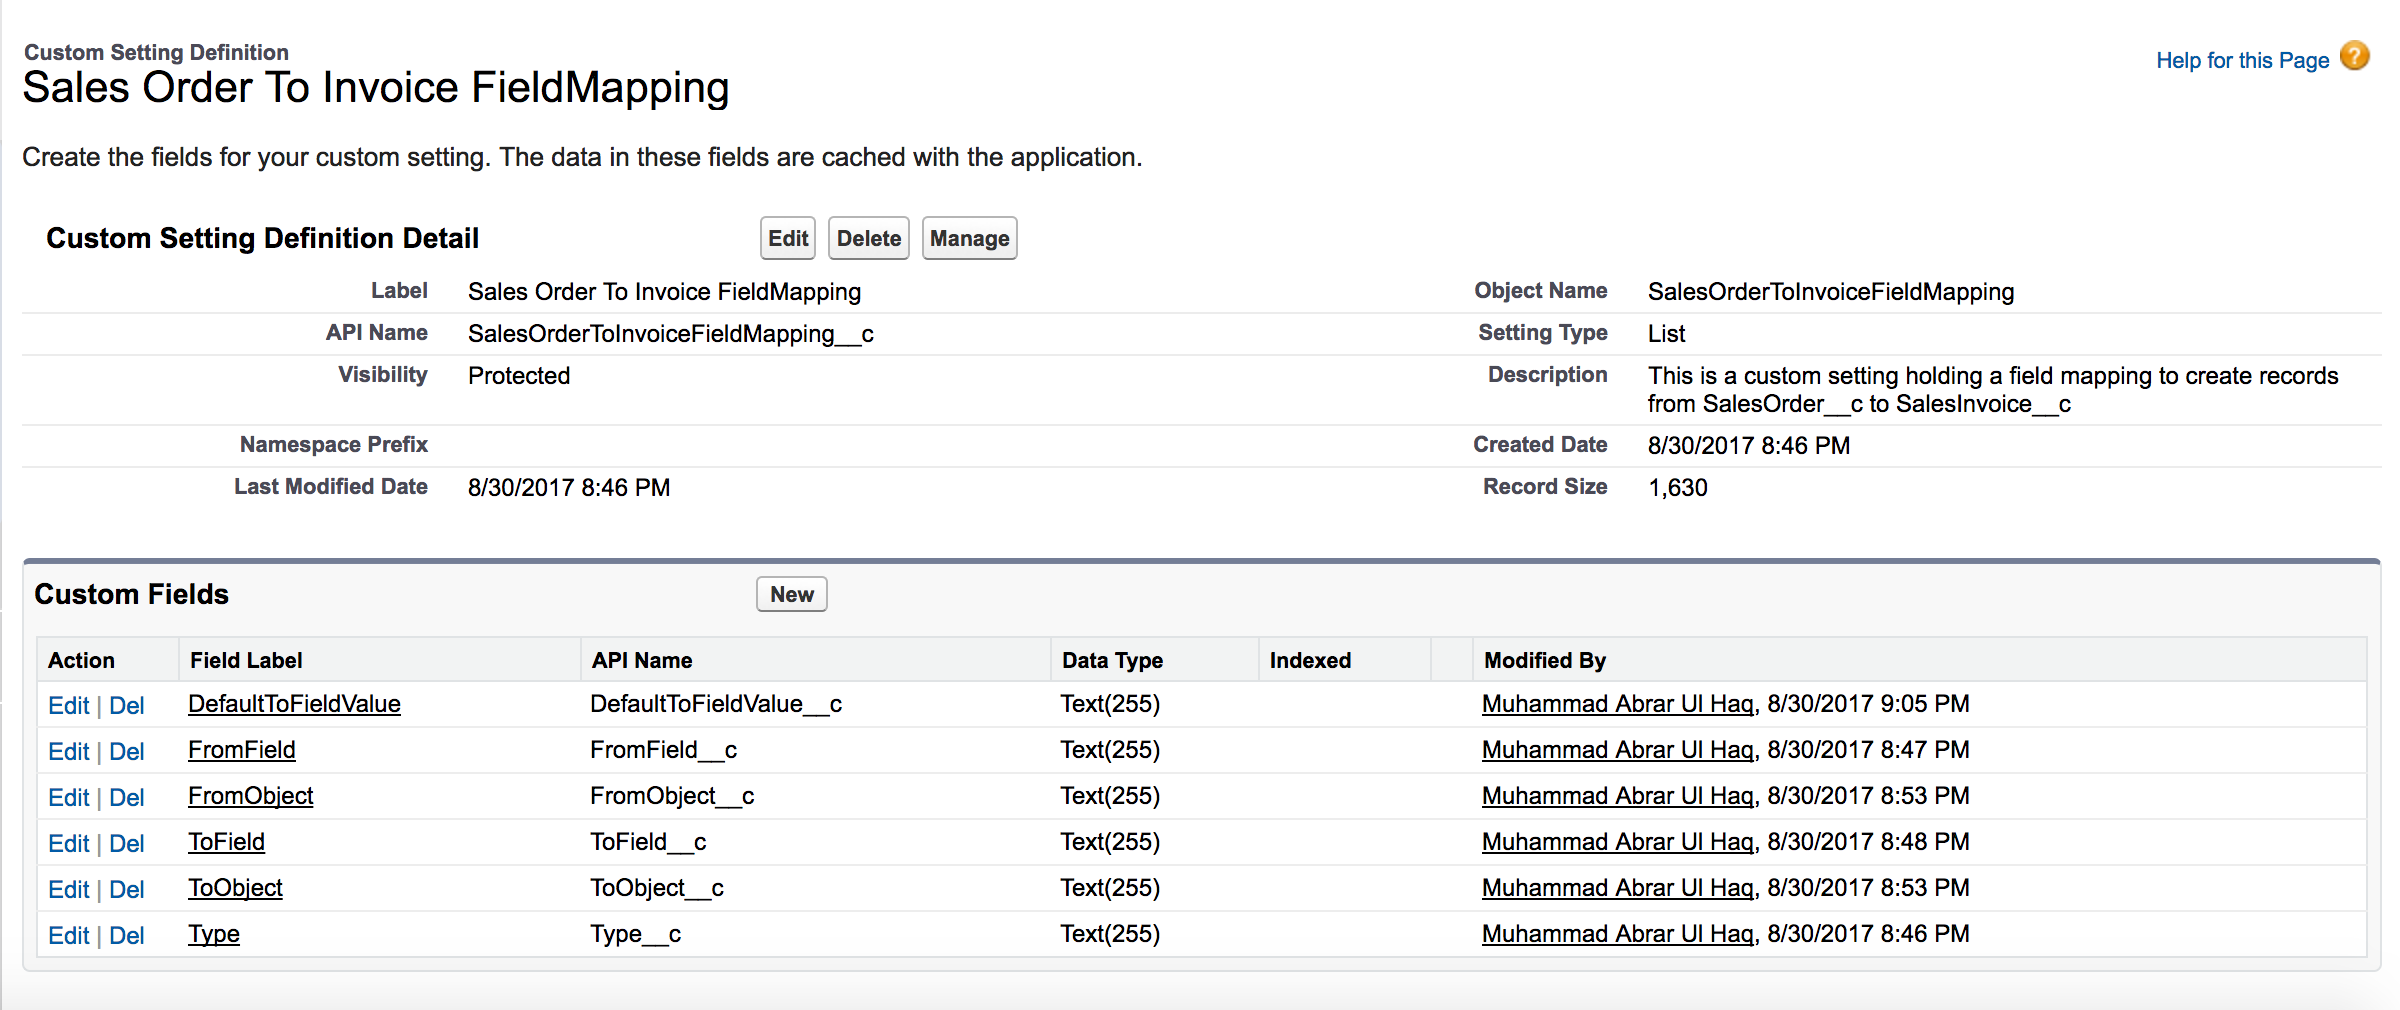 Custom Setting Definition
Sales Order To Invoice FieldMapping
Help for this Page ?
Create the fields for your custom setting. The data in these fields are cached with the application.
Custom Setting Definition Detail Edit Delete Manage
Label Sales Order To Invoice FieldMapping Object Name SalesOrderToInvoiceFieldMapping
API Name SalesOrderToInvoiceFieldMapping__c Setting Type List
Visibility Protected Description This is a custom setting holding a field mapping to create records
from SalesOrder__c to SalesInvoice__c
Namespace Prefix Created Date 8/30/2017 8:46 PM
Last Modified Date 8/30/2017 8:46 PM Record Size 1,630
Custom Fields New
Action Field Label API Name Data Type Indexed Modified By
Edit | Del DefaultToFieldValue DefaultToFieldValue__c Text(255) Muhammad Abrar Ul Haq, 8/30/2017 9:05 PM
Edit | Del FromField FromField__c Text(255) Muhammad Abrar Ul Haq, 8/30/2017 8:47 PM
Edit | Del FromObject FromObject__c Text(255) Muhammad Abrar Ul Haq, 8/30/2017 8:53 PM
Edit | Del ToField ToField__c Text(255) Muhammad Abrar Ul Haq, 8/30/2017 8:48 PM
Edit | Del ToObject ToObject__c Text(255) Muhammad Abrar Ul Haq, 8/30/2017 8:53 PM
Edit | Del Type Type__c Text(255) Muhammad Abrar Ul Haq, 8/30/2017 8:46 PM